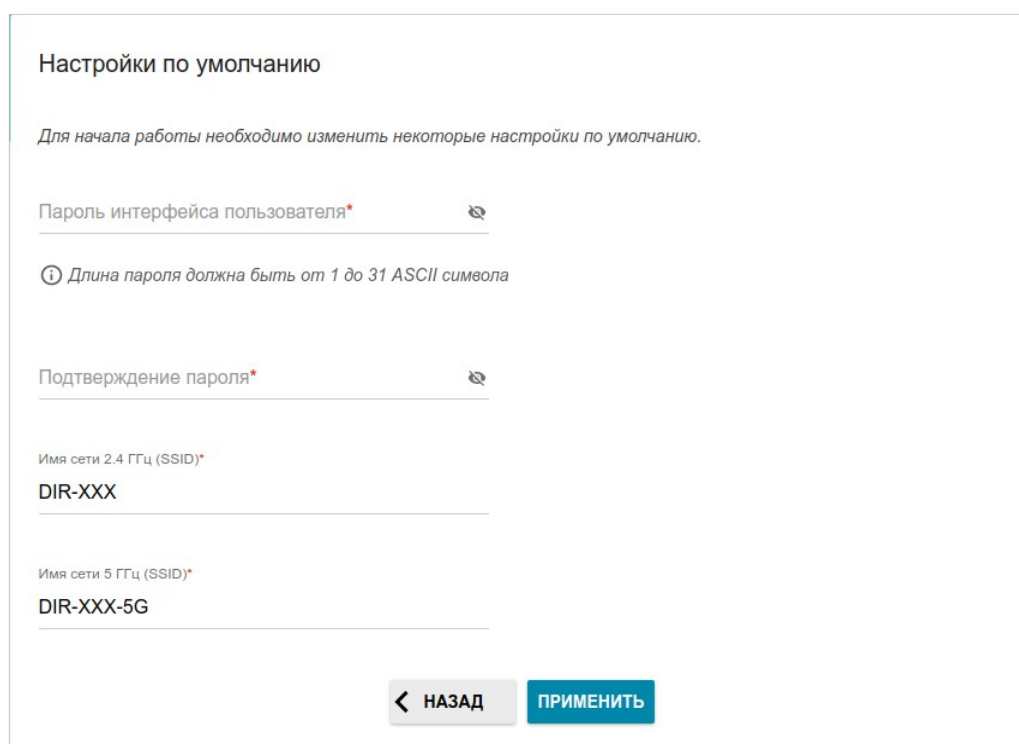 Настройки по умолчанию
Для начала работы необходимо изменить некоторые настройки по умолчанию.
Пароль интерфейса пользователя*
Длина пароля должна быть от 1 до 31 ASCII символа
Подтверждение пароля*
Имя сети 2.4 ГГц (SSID)*
DIR-XXX
Имя сети 5 ГГц (SSID)*
DIR-XXX-5G
НАЗАД
ПРИМЕНИТЬ